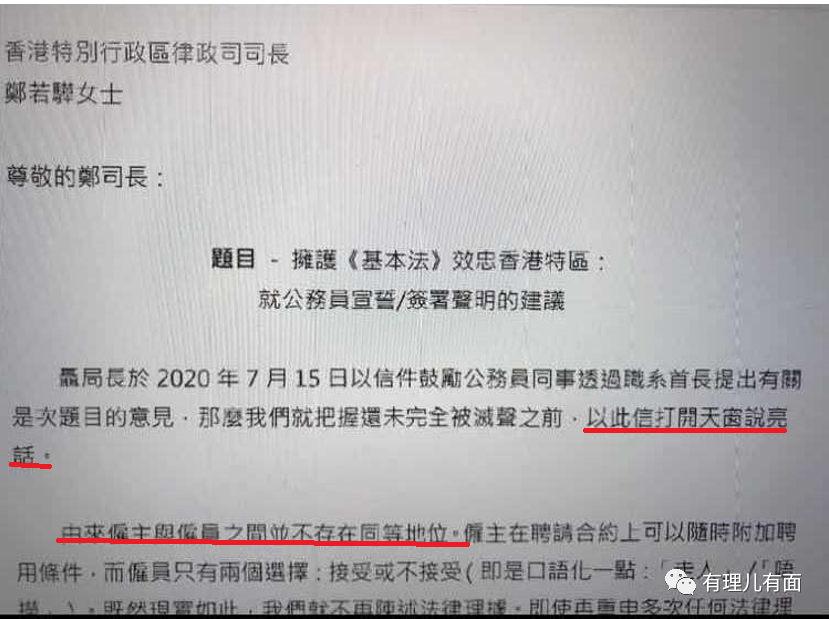 香港特別行政區律政司司長
鄭若驊女士
尊敬的鄭司長：
題目 - 擁護《基本法》效忠香港特區：
就公務員宣誓/簽署聲明的建議
聶局長於 2020 年 7 月 15 日以信件鼓勵公務員同事透過職系首長提出有關
是次題目的意見，那麼我們就把握還未完全被滅聲之前，以此信打開天窗說亮
話。
由來僱主與僱員之間並不存在同等地位。僱主在聘請合約上可以隨時附加聘
用條件，而僱員只有兩個選擇：接受或不接受（即是口語化一點：「走人」/「唔
撈」）。既然現實如此，我們就不再陳述法律理據。即使再重申多次任何法律理
有理儿有面